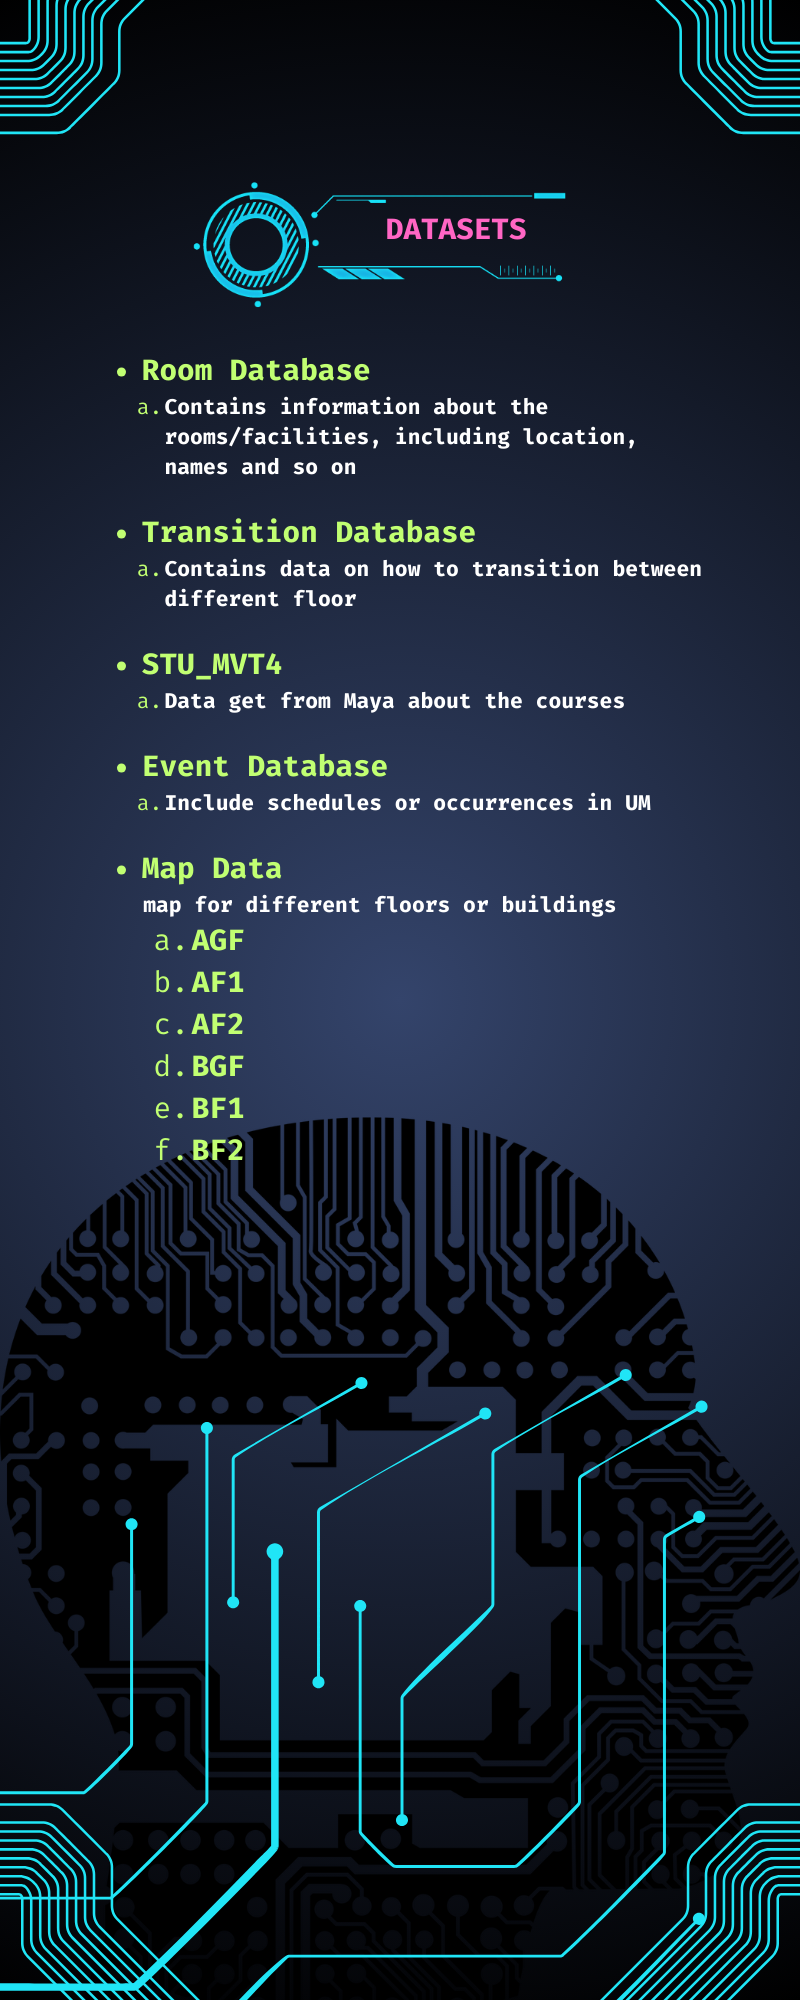 DATASETS
• Room Database
a. Contains information about the
rooms/facilities, including location,
names and so on
• Transition Database
a. Contains data on how to transition between
different floor
• STU_MVT4
a. Data get from Maya about the courses
• Event Database
a. Include schedules or occurrences in UM
• Map Data
map for different floors or buildings
a. AGF
b. AF1
c. AF2
d. BGF
e. BF1
f. BF2